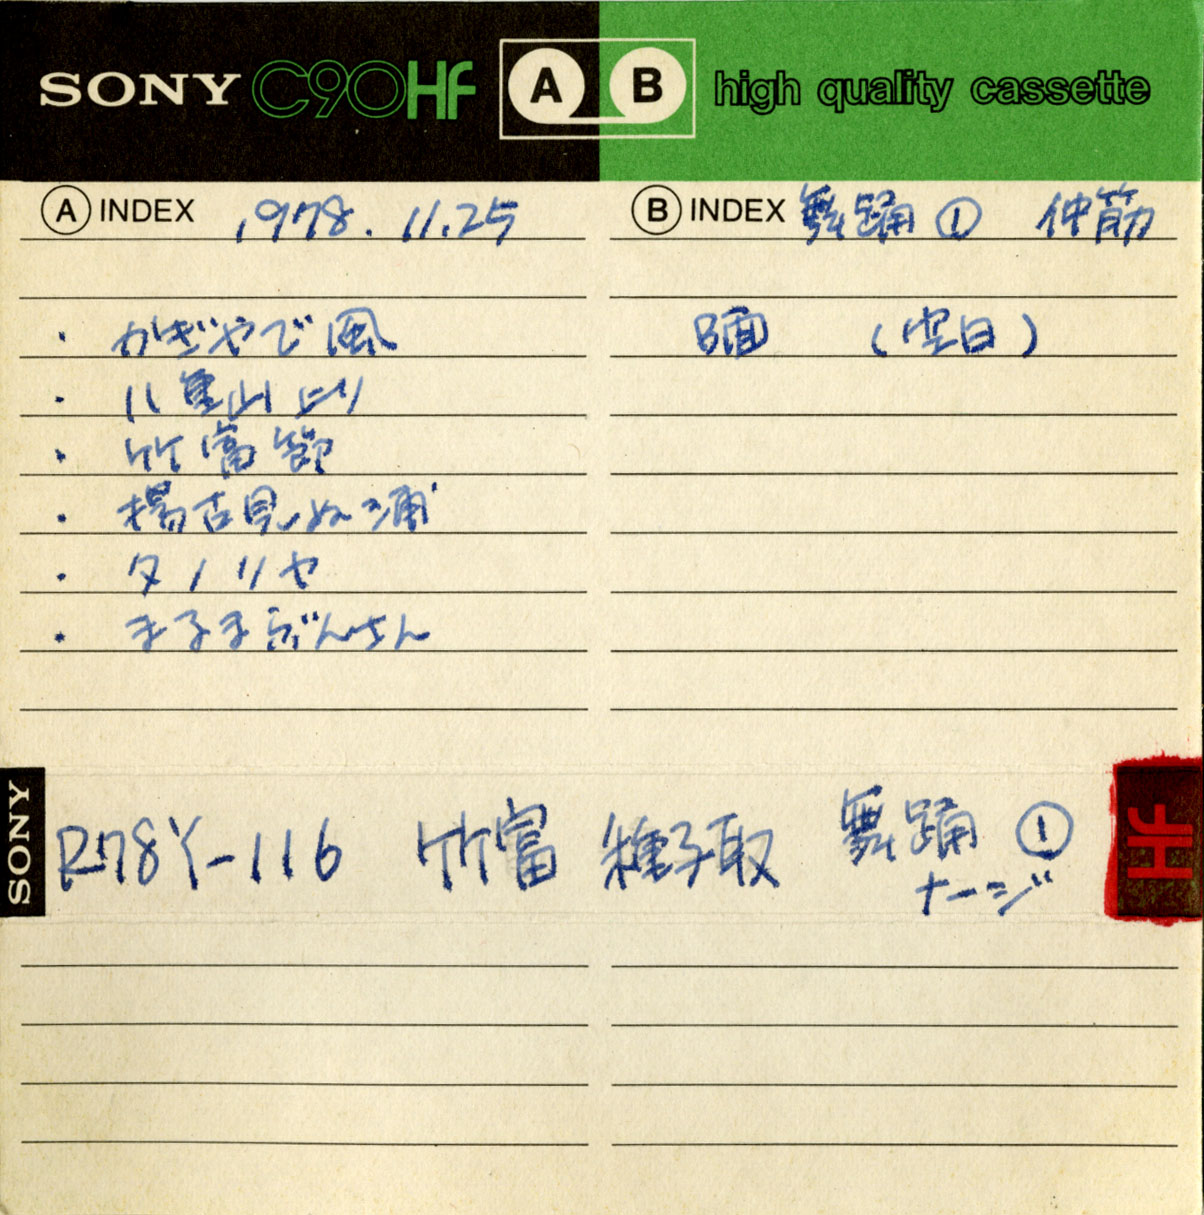 SONY C90HF A B high quality cassette
A INDEX 1978.11.25
・かぎやで風
・八重山上り
・竹富節
・揚古見ぬ浦
・タノリヤ
・まるまぶんさん
B INDEX 舞踊① 仲筋
B面 (空白)
SONY R78Y-116 竹富 種子取 舞踊① HF
ナージ